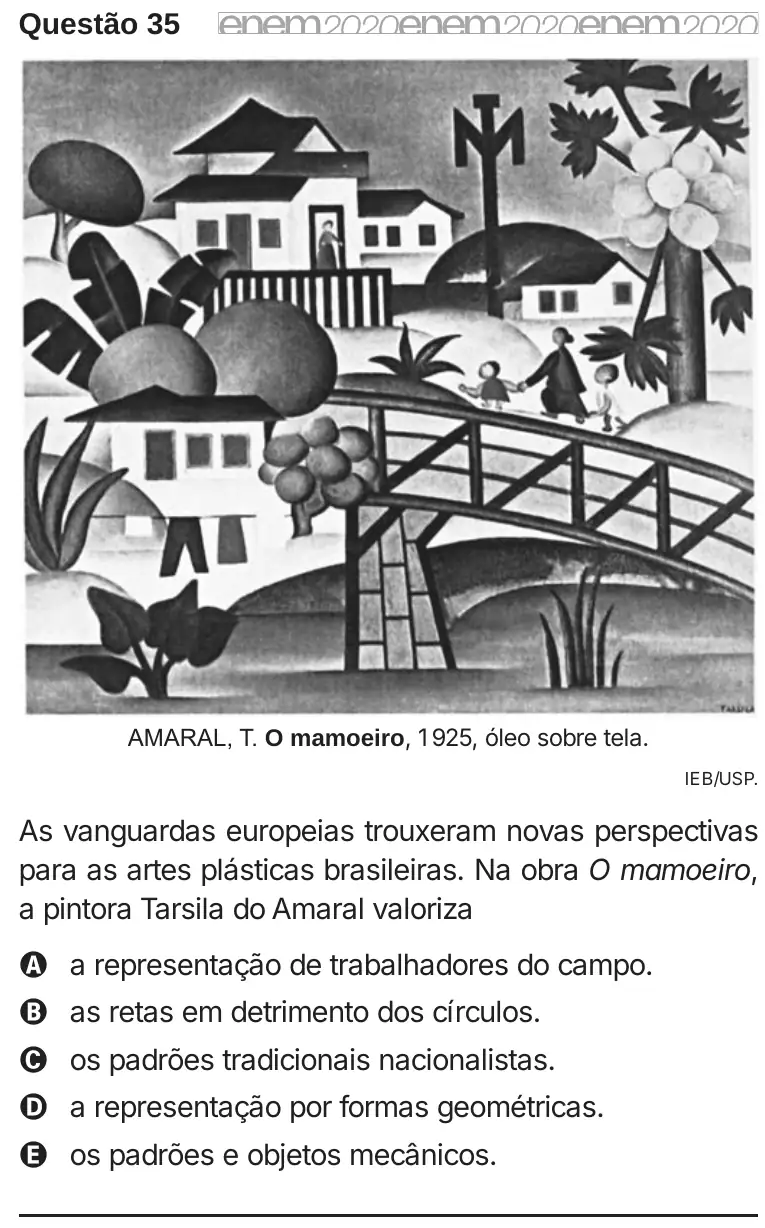 Questão 35
enem2020enem2020enem2020
TARSILA
AMARAL, T. O mamoeiro, 1925, óleo sobre tela.
IEB/USP.
As vanguardas europeias trouxeram novas perspectivas
para as artes plásticas brasileiras. Na obra O mamoeiro,
a pintora Tarsila do Amaral valoriza
A a representação de trabalhadores do campo.
B as retas em detrimento dos círculos.
C os padrões tradicionais nacionalistas.
D a representação por formas geométricas.
E os padrões e objetos mecânicos.